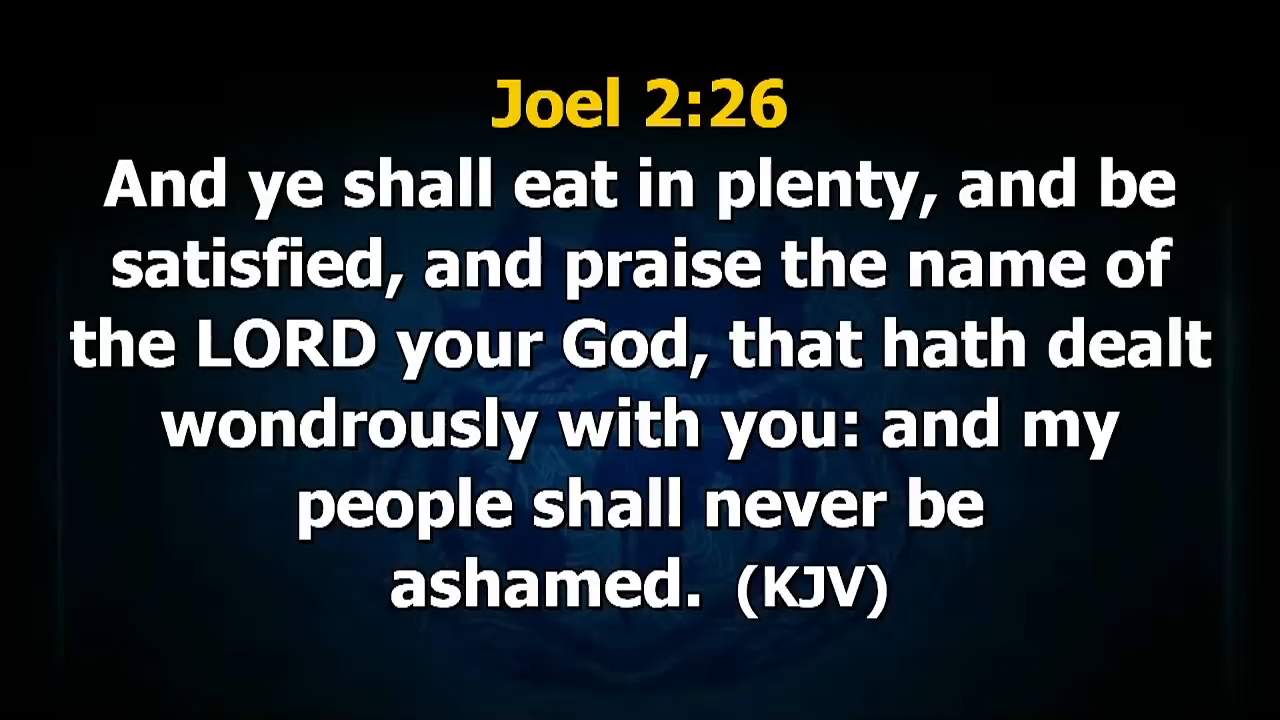 Joel 2:26
And ye shall eat in plenty, and be
satisfied, and praise the name of
the LORD your God, that hath dealt
wondrously with you: and my
people shall never be
ashamed. (KJV)